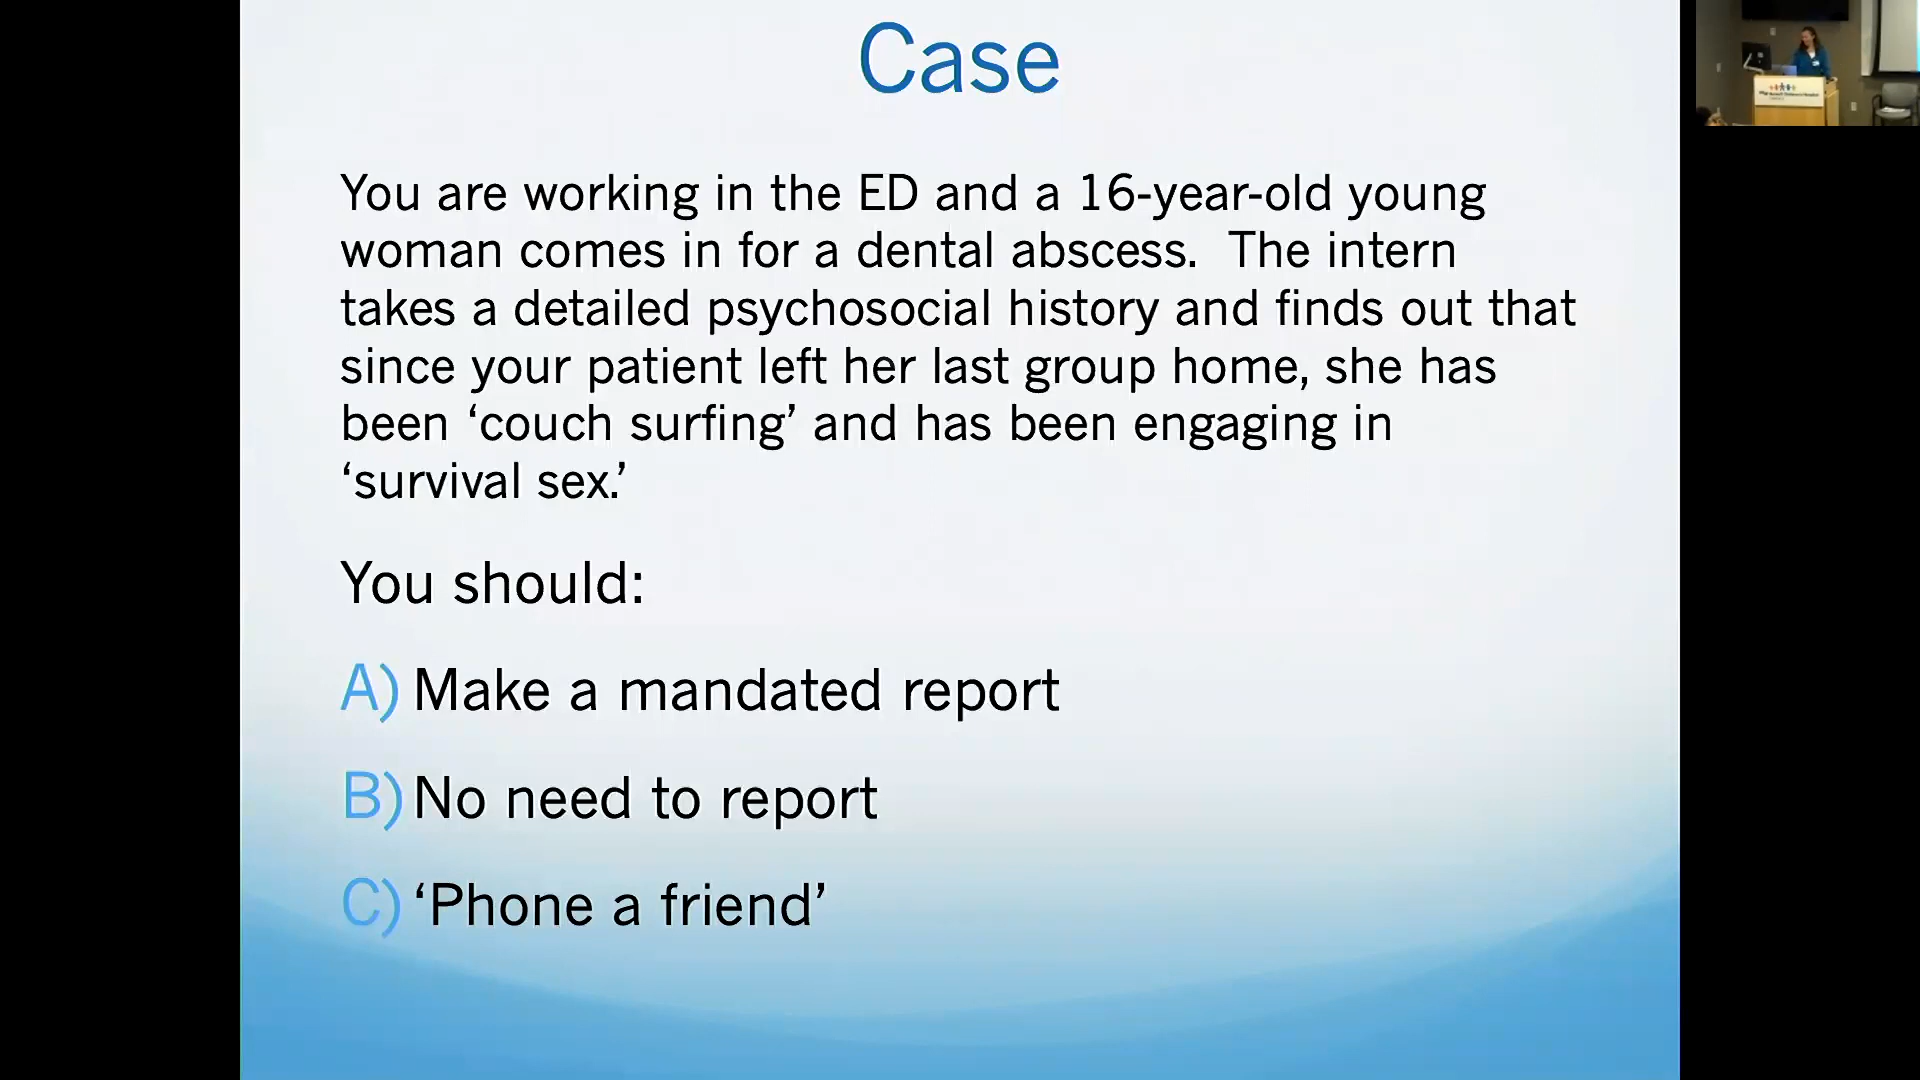 Case
You are working in the ED and a 16-year-old young
woman comes in for a dental abscess.  The intern
takes a detailed psychosocial history and finds out that
since your patient left her last group home, she has
been ‘couch surfing’ and has been engaging in
‘survival sex.’
You should:
A) Make a mandated report
B) No need to report
C) ‘Phone a friend’